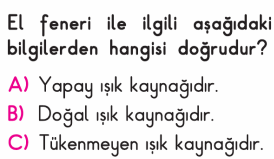 El feneri ile ilgili aşağıdaki
bilgilerden hangisi doğrudur?
A) Yapay ışık kaynağıdır.
B) Doğal ışık kaynağıdır.
C) Tükenmeyen ışık kaynağıdır.